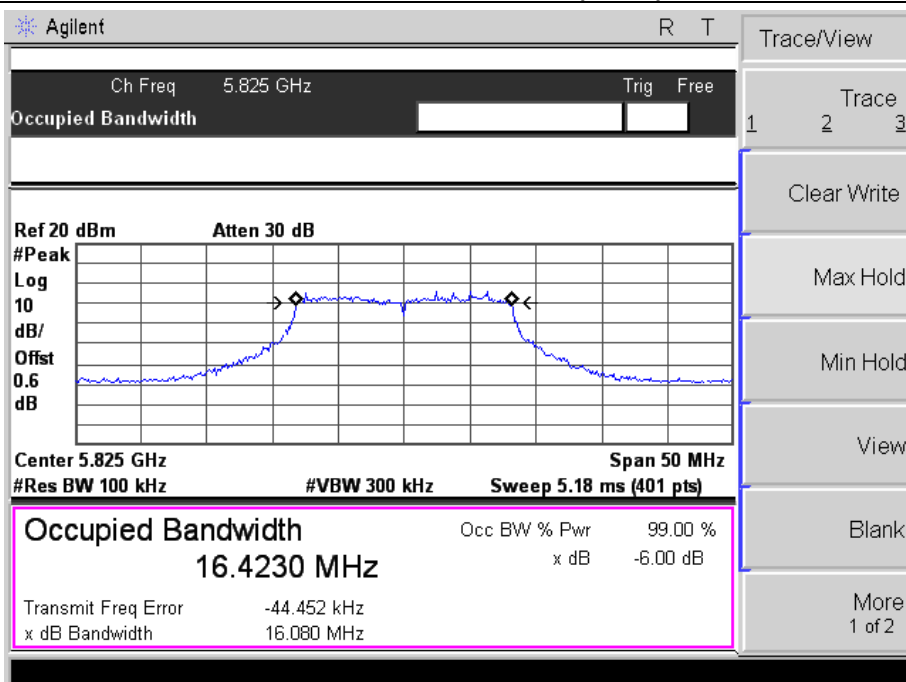 Agilent R T
Trace/View
Ch Freq 5.825 GHz Trig Free
Occupied Bandwidth
Trace
1 2 3
Clear Write
Ref 20 dBm Atten 30 dB
#Peak
Log
10
dB/
Offst
0.6
dB
Max Hold
Min Hold
View
Center 5.825 GHz Span 50 MHz
#Res BW 100 kHz #VBW 300 kHz Sweep 5.18 ms (401 pts)
Occupied Bandwidth
16.4230 MHz
Occ BW % Pwr 99.00 %
x dB -6.00 dB
Transmit Freq Error -44.452 kHz
x dB Bandwidth 16.080 MHz
Blank
More
1 of 2